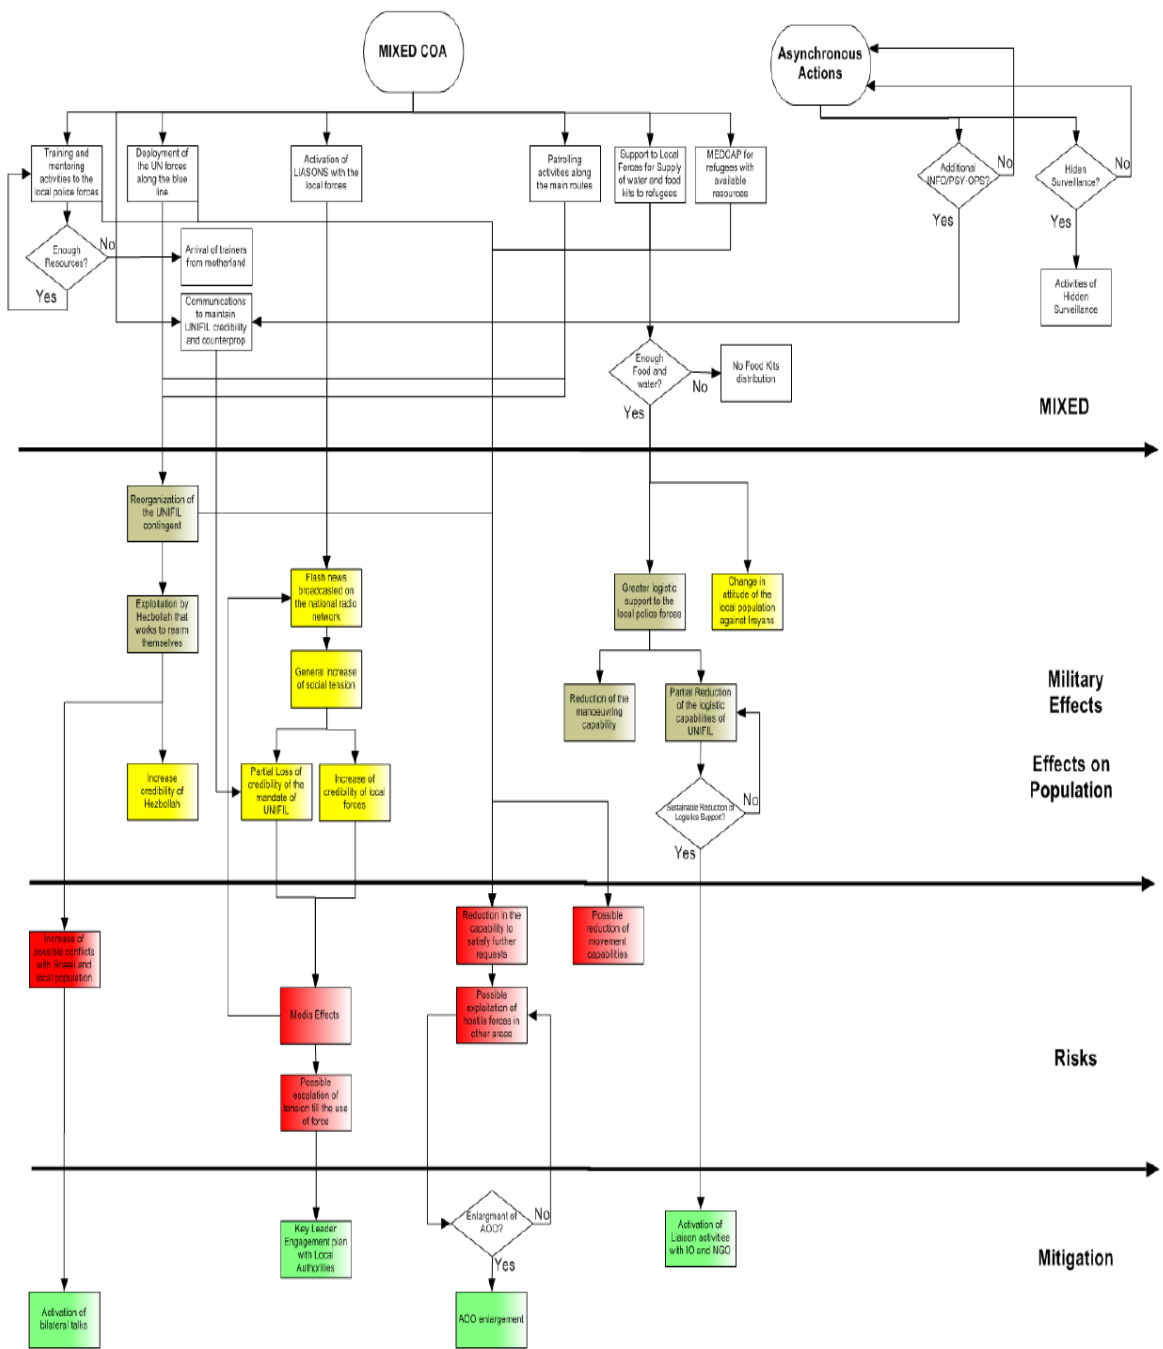 MIXED COA
Asynchronous
Actions
Training and
mentoring
activities to the
local police forces
Deployment of
the UN forces
along the blue
line
Activation of
LIASONS with the
local forces
Patrolling
activities along
the main routes
Support to Local
Forces for Supply
of water and food
kits to refugees
MEDCAP for
refugees with
available
resources
Additional
INFO/PSY-OPS?
No
Yes
Hiden
Surveillance?
No
Yes
Enough
Resources?
No
Yes
Arrival of trainers
from motherland
Communications
to maintain
UNIFIL credibility
and counterprop
Activities of
Hidden
Surveillance
Enough
Food and
water?
No
Yes
No Food Kits
distribution
MIXED
Reorganization of
the UNIFIL
contingent
Exploitation by
Hezbollah that
works to rearm
themselves
Flash news
broadcasted on
the national radio
network
General increase
of social tension
Greater logistic
support to the
local police forces
Change in
attitude of the
local population
against Irsyans
Reduction of the
manoeuvring
capability
Partial Reduction
of the logistic
capabilities of
UNIFIL
Military
Effects
Increase
credibility of
Hezbollah
Partial Loss of
credibility of the
mandate of
UNIFIL
Increase of
credibility of local
forces
Sustainable Reduction of
Logistics Support?
No
Yes
Effects on
Population
Increase of
possible conflicts
with Sriseli and
local population
Reduction in the
capability to
satisfy further
requests
Possible
reduction of
movement
capabilities
Media Effects
Possible
exploitation of
hostile forces in
other areas
Possible
escalation of
tension till the use
of force
Risks
Key Leader
Engagement plan
with Local
Authorities
Enlargment of
AOO?
No
Yes
Activation of
Liaison activities
with IO and NGO
Mitigation
Activation of
bilateral talks
AOO enlargement